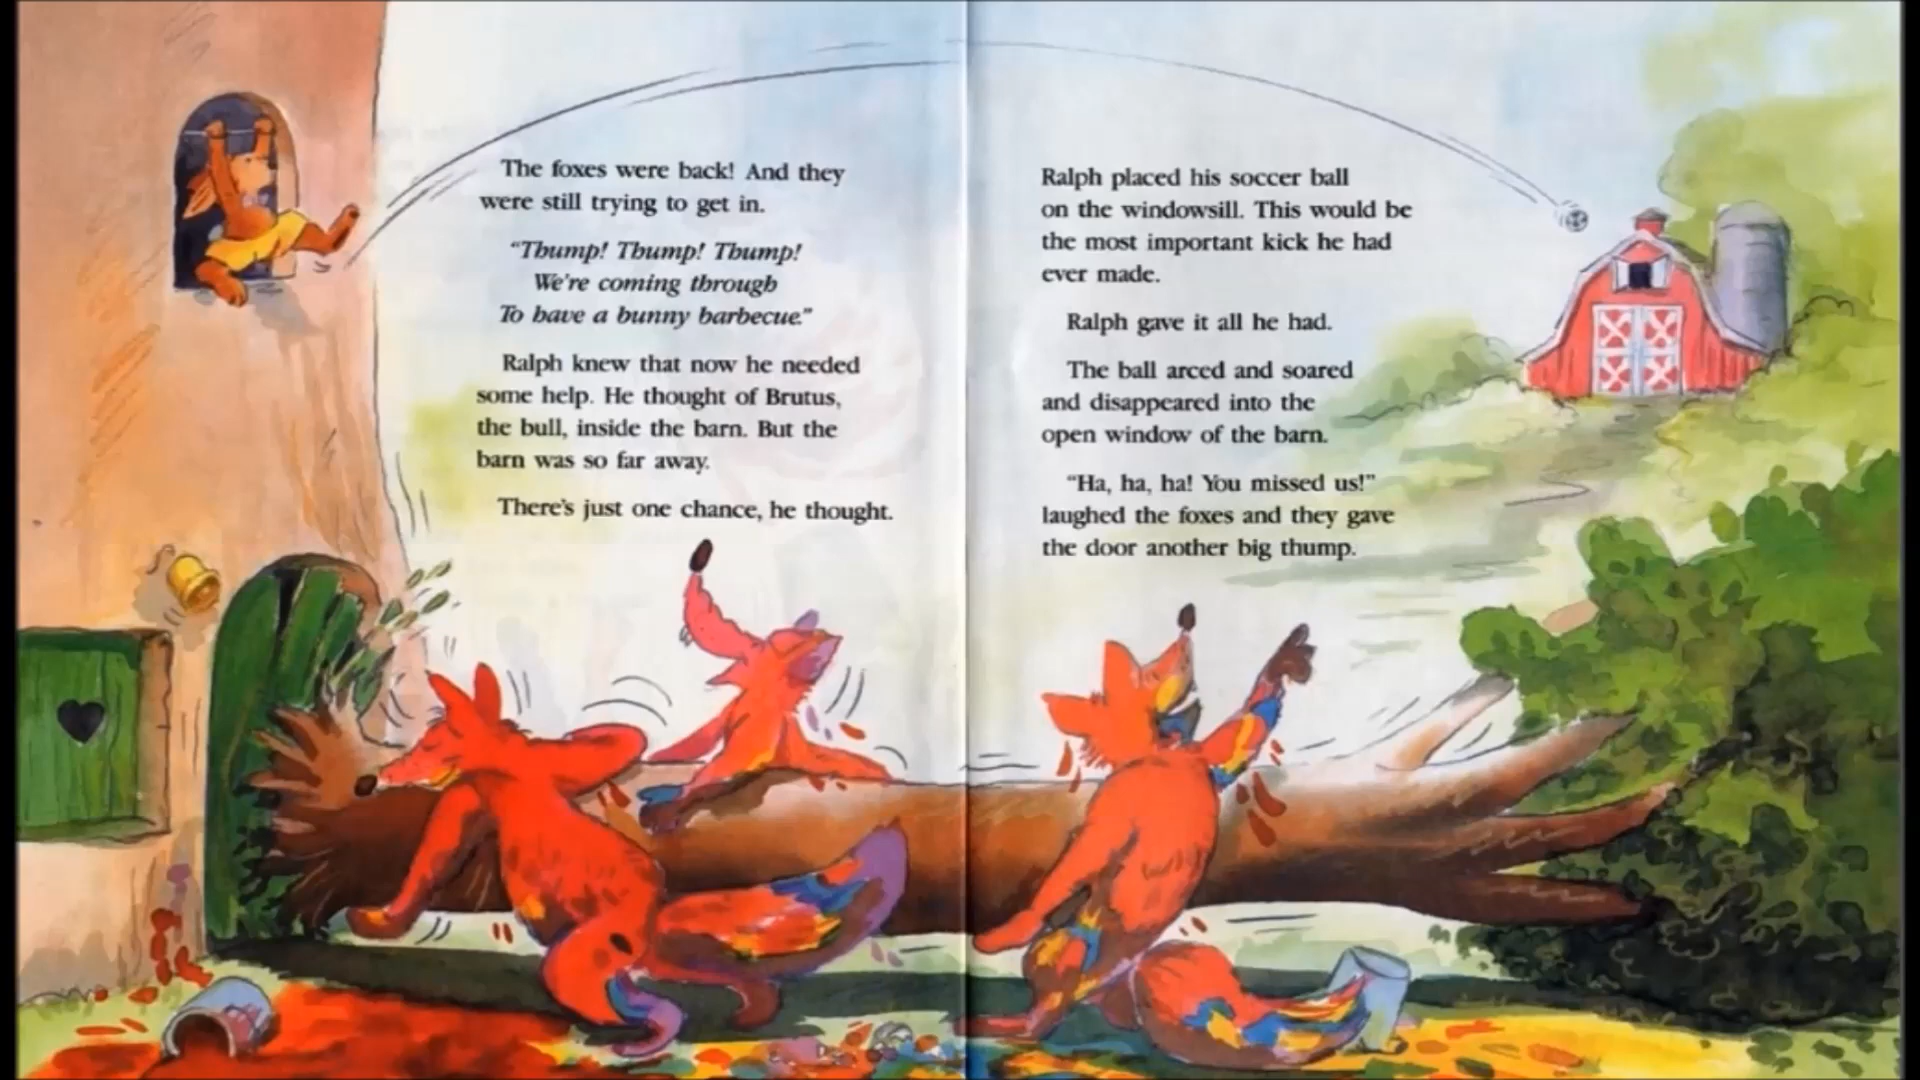 The foxes were back! And they
were still trying to get in.
"Thump! Thump! Thump!
We're coming through
To have a bunny barbecue."
Ralph knew that now he needed
some help. He thought of Brutus,
the bull, inside the barn. But the
barn was so far away.
There's just one chance, he thought.
Ralph placed his soccer ball
on the windowsill. This would be
the most important kick he had
ever made.
Ralph gave it all he had.
The ball arced and soared
and disappeared into the
open window of the barn.
"Ha, ha, ha! You missed us!"
laughed the foxes and they gave
the door another big thump.